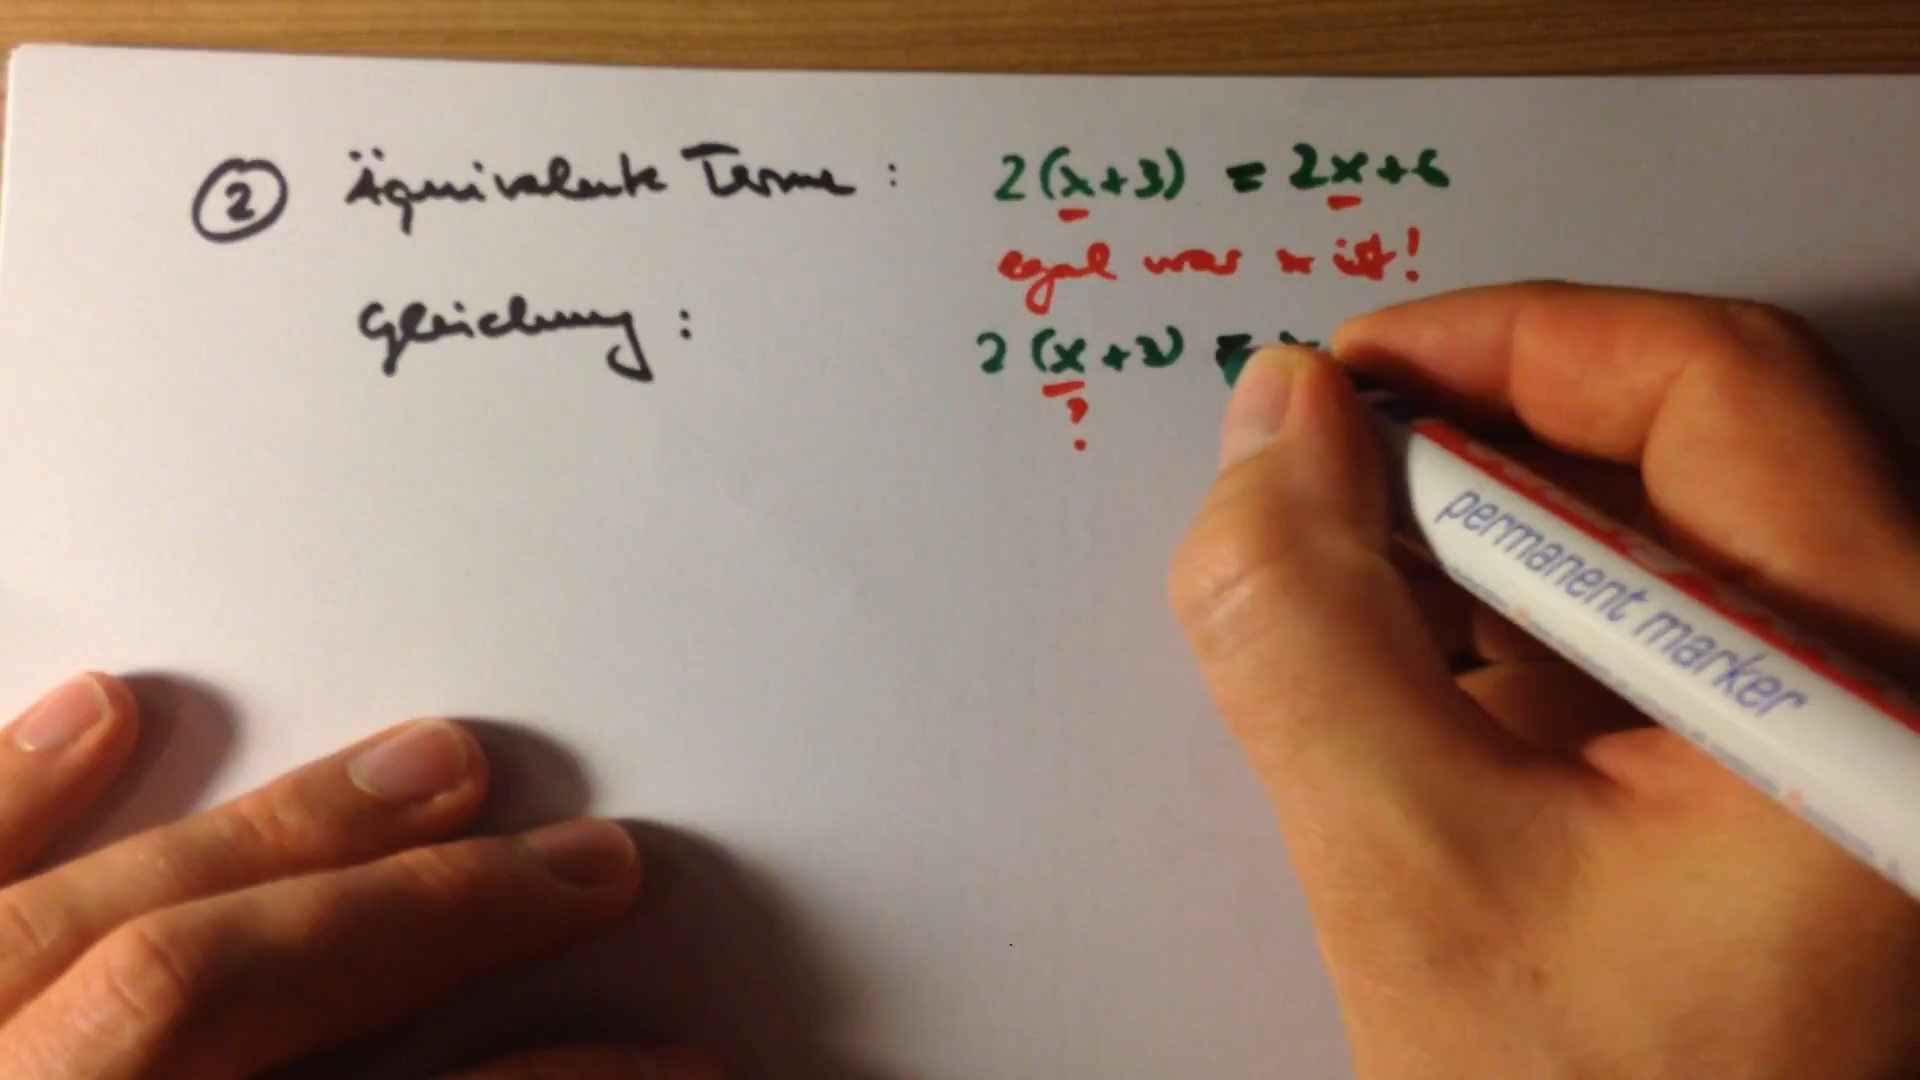 ② Äquivalente Terme : 2(x+3) = 2x+6
egal was x ist!
Gleichung : 2(x+3) =
?
permanent marker